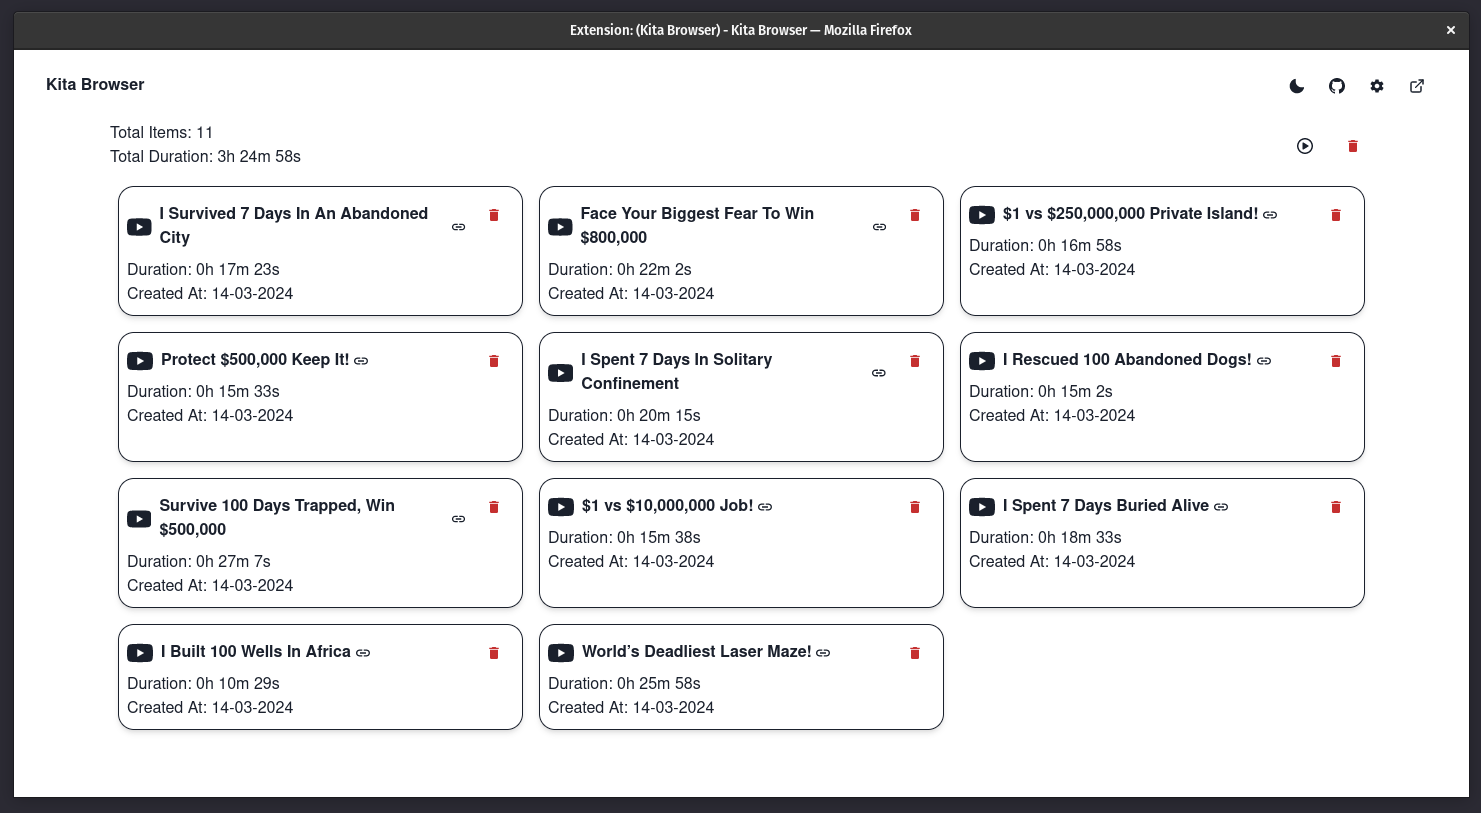 Extension: (Kita Browser) - Kita Browser — Mozilla Firefox
Kita Browser
Total Items: 11
Total Duration: 3h 24m 58s
I Survived 7 Days In An Abandoned
City
Duration: 0h 17m 23s
Created At: 14-03-2024
Face Your Biggest Fear To Win
$800,000
Duration: 0h 22m 2s
Created At: 14-03-2024
$1 vs $250,000,000 Private Island!
Duration: 0h 16m 58s
Created At: 14-03-2024
Protect $500,000 Keep It!
Duration: 0h 15m 33s
Created At: 14-03-2024
I Spent 7 Days In Solitary
Confinement
Duration: 0h 20m 15s
Created At: 14-03-2024
I Rescued 100 Abandoned Dogs!
Duration: 0h 15m 2s
Created At: 14-03-2024
Survive 100 Days Trapped, Win
$500,000
Duration: 0h 27m 7s
Created At: 14-03-2024
$1 vs $10,000,000 Job!
Duration: 0h 15m 38s
Created At: 14-03-2024
I Spent 7 Days Buried Alive
Duration: 0h 18m 33s
Created At: 14-03-2024
I Built 100 Wells In Africa
Duration: 0h 10m 29s
Created At: 14-03-2024
World’s Deadliest Laser Maze!
Duration: 0h 25m 58s
Created At: 14-03-2024